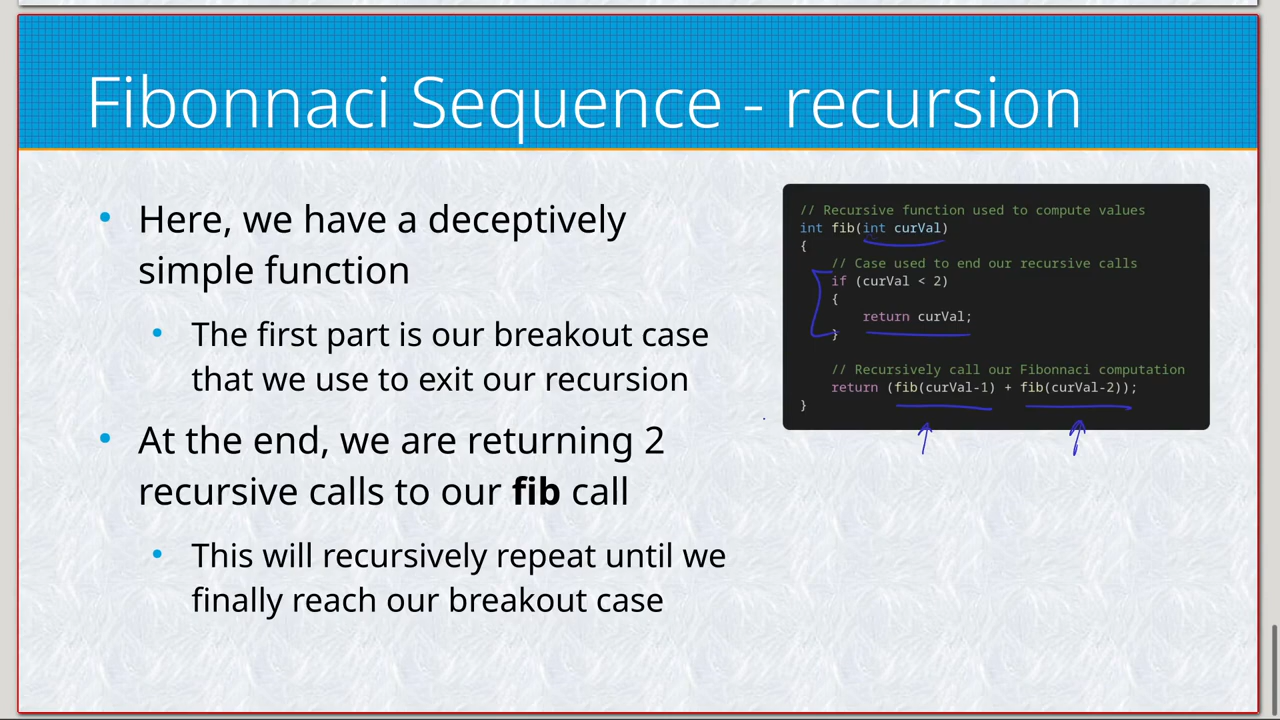 Fibonnaci Sequence - recursion
• Here, we have a deceptively
simple function
• The first part is our breakout case
that we use to exit our recursion
• At the end, we are returning 2
recursive calls to our fib call
• This will recursively repeat until we
finally reach our breakout case
// Recursive function used to compute values
int fib(int curVal)
{
    // Case used to end our recursive calls
    if (curVal < 2)
    {
        return curVal;
    }

    // Recursively call our Fibonnaci computation
    return (fib(curVal-1) + fib(curVal-2));
}